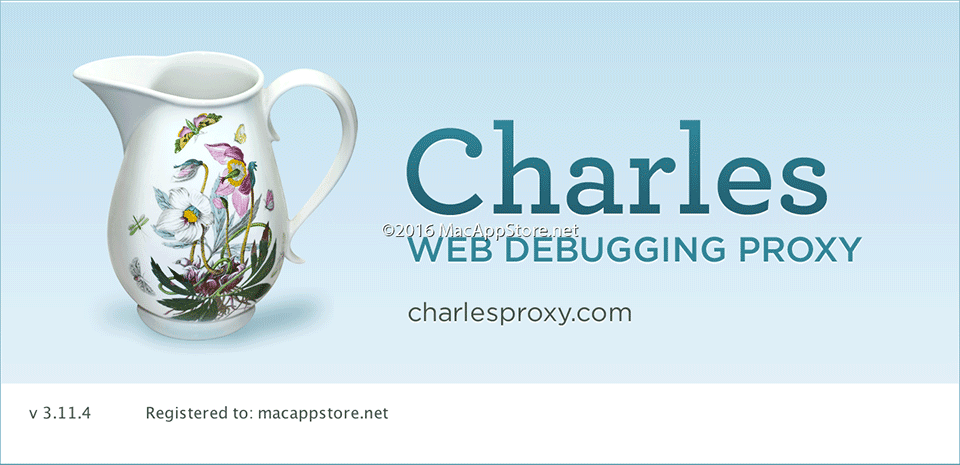 Charles
©2016 MacAppStore.net
WEB DEBUGGING PROXY
charlesproxy.com
v 3.11.4 Registered to: macappstore.net